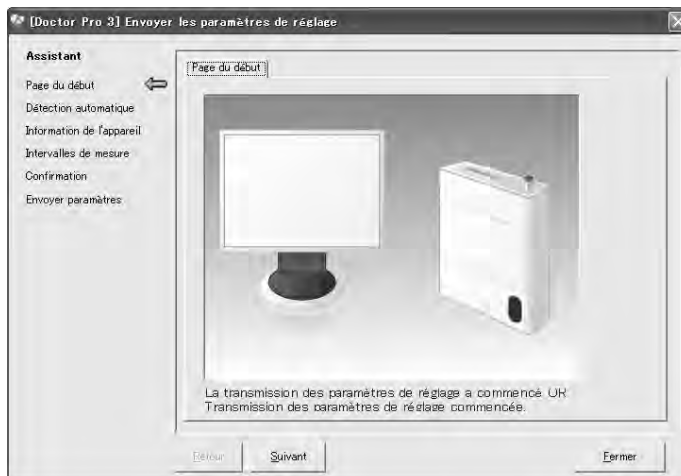 [Doctor Pro 3] Envoyer les paramètres de réglage
Assistant
Page du début
Détection automatique
Information de l'appareil
Intervalles de mesure
Confirmation
Envoyer paramètres
Page du début
La transmission des paramètres de réglage a commencé OR
Transmission des paramètres de réglage commencée.
Retour
Suivant
Fermer